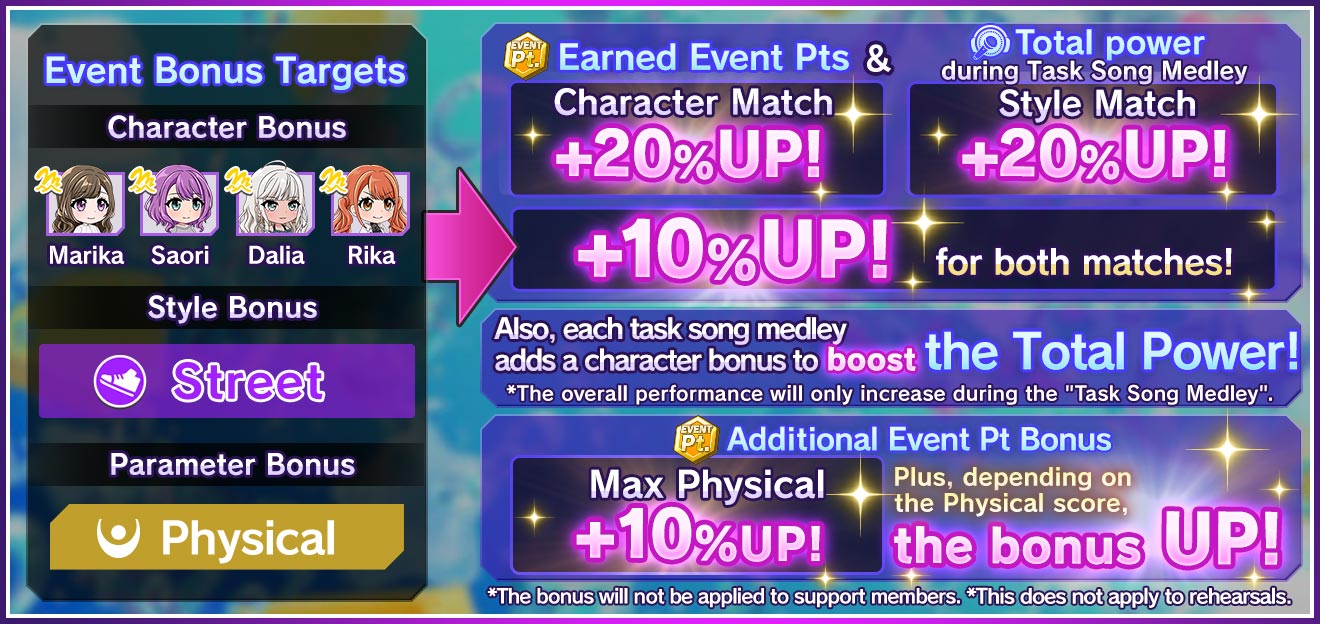 Event Bonus Targets
Character Bonus
Marika Saori Dalia Rika
Style Bonus
Street
Parameter Bonus
Physical
EVENT Pt. Earned Event Pts &
Total power
during Task Song Medley
Character Match
+20%UP!
Style Match
+20%UP!
+10%UP! for both matches!
Also, each task song medley
adds a character bonus to boost the Total Power!
*The overall performance will only increase during the "Task Song Medley".
EVENT Pt. Additional Event Pt Bonus
Max Physical
+10%UP!
Plus, depending on
the Physical score,
the bonus UP!
*The bonus will not be applied to support members. *This does not apply to rehearsals.